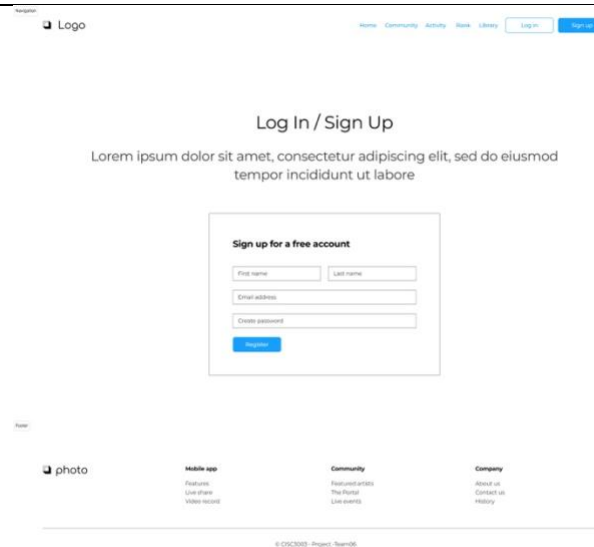 Navigation
Logo
Home Community Activity Rank Library Log in Sign up
Log In / Sign Up
Lorem ipsum dolor sit amet, consectetur adipiscing elit, sed do eiusmod
tempor incididunt ut labore
Sign up for a free account
First name Last name
Email address
Create password
Register
Footer
photo
Mobile app
Features
Live share
Video record
Community
Featured artists
The Portal
Live events
Company
About us
Contact us
History
© CISC3003 - Project - Team06